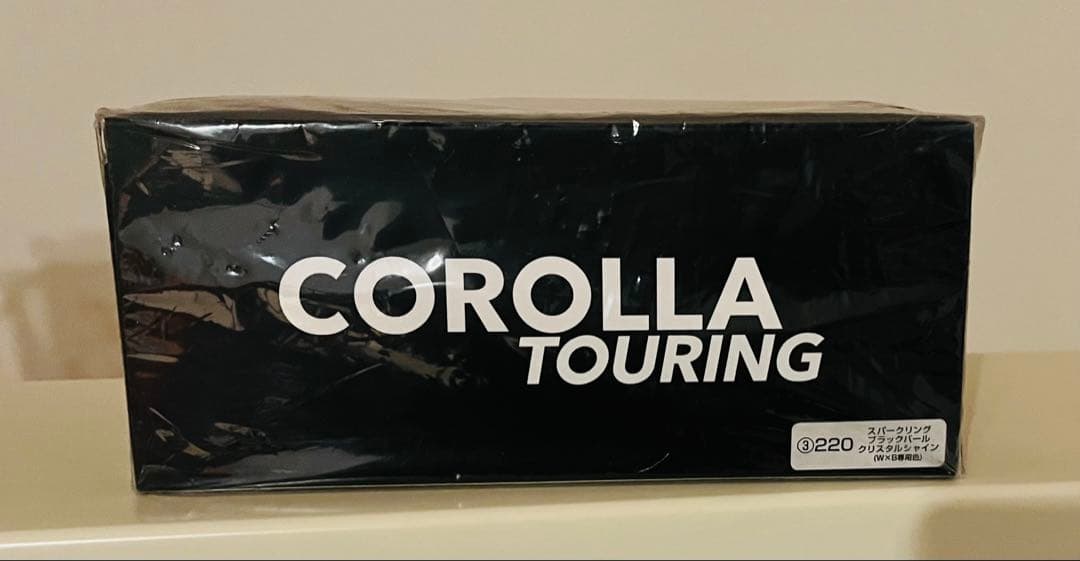 COROLLA
TOURING
③220
スパークリング
ブラックパール
クリスタルシャイン
(W×B専用色)